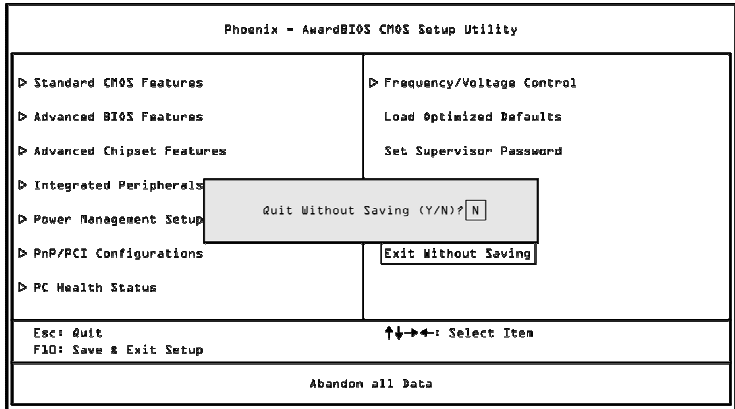 Phoenix - AwardBIOS CMOS Setup Utility
▷ Standard CMOS Features
▷ Advanced BIOS Features
▷ Advanced Chipset Features
▷ Integrated Peripherals
▷ Power Management Setup
▷ PnP/PCI Configurations
▷ PC Health Status
▷ Frequency/Voltage Control
Load Optimized Defaults
Set Supervisor Password
Exit Without Saving
Quit Without Saving (Y/N)? N
Esc: Quit
F10: Save & Exit Setup
↑↓→←: Select Item
Abandon all Data